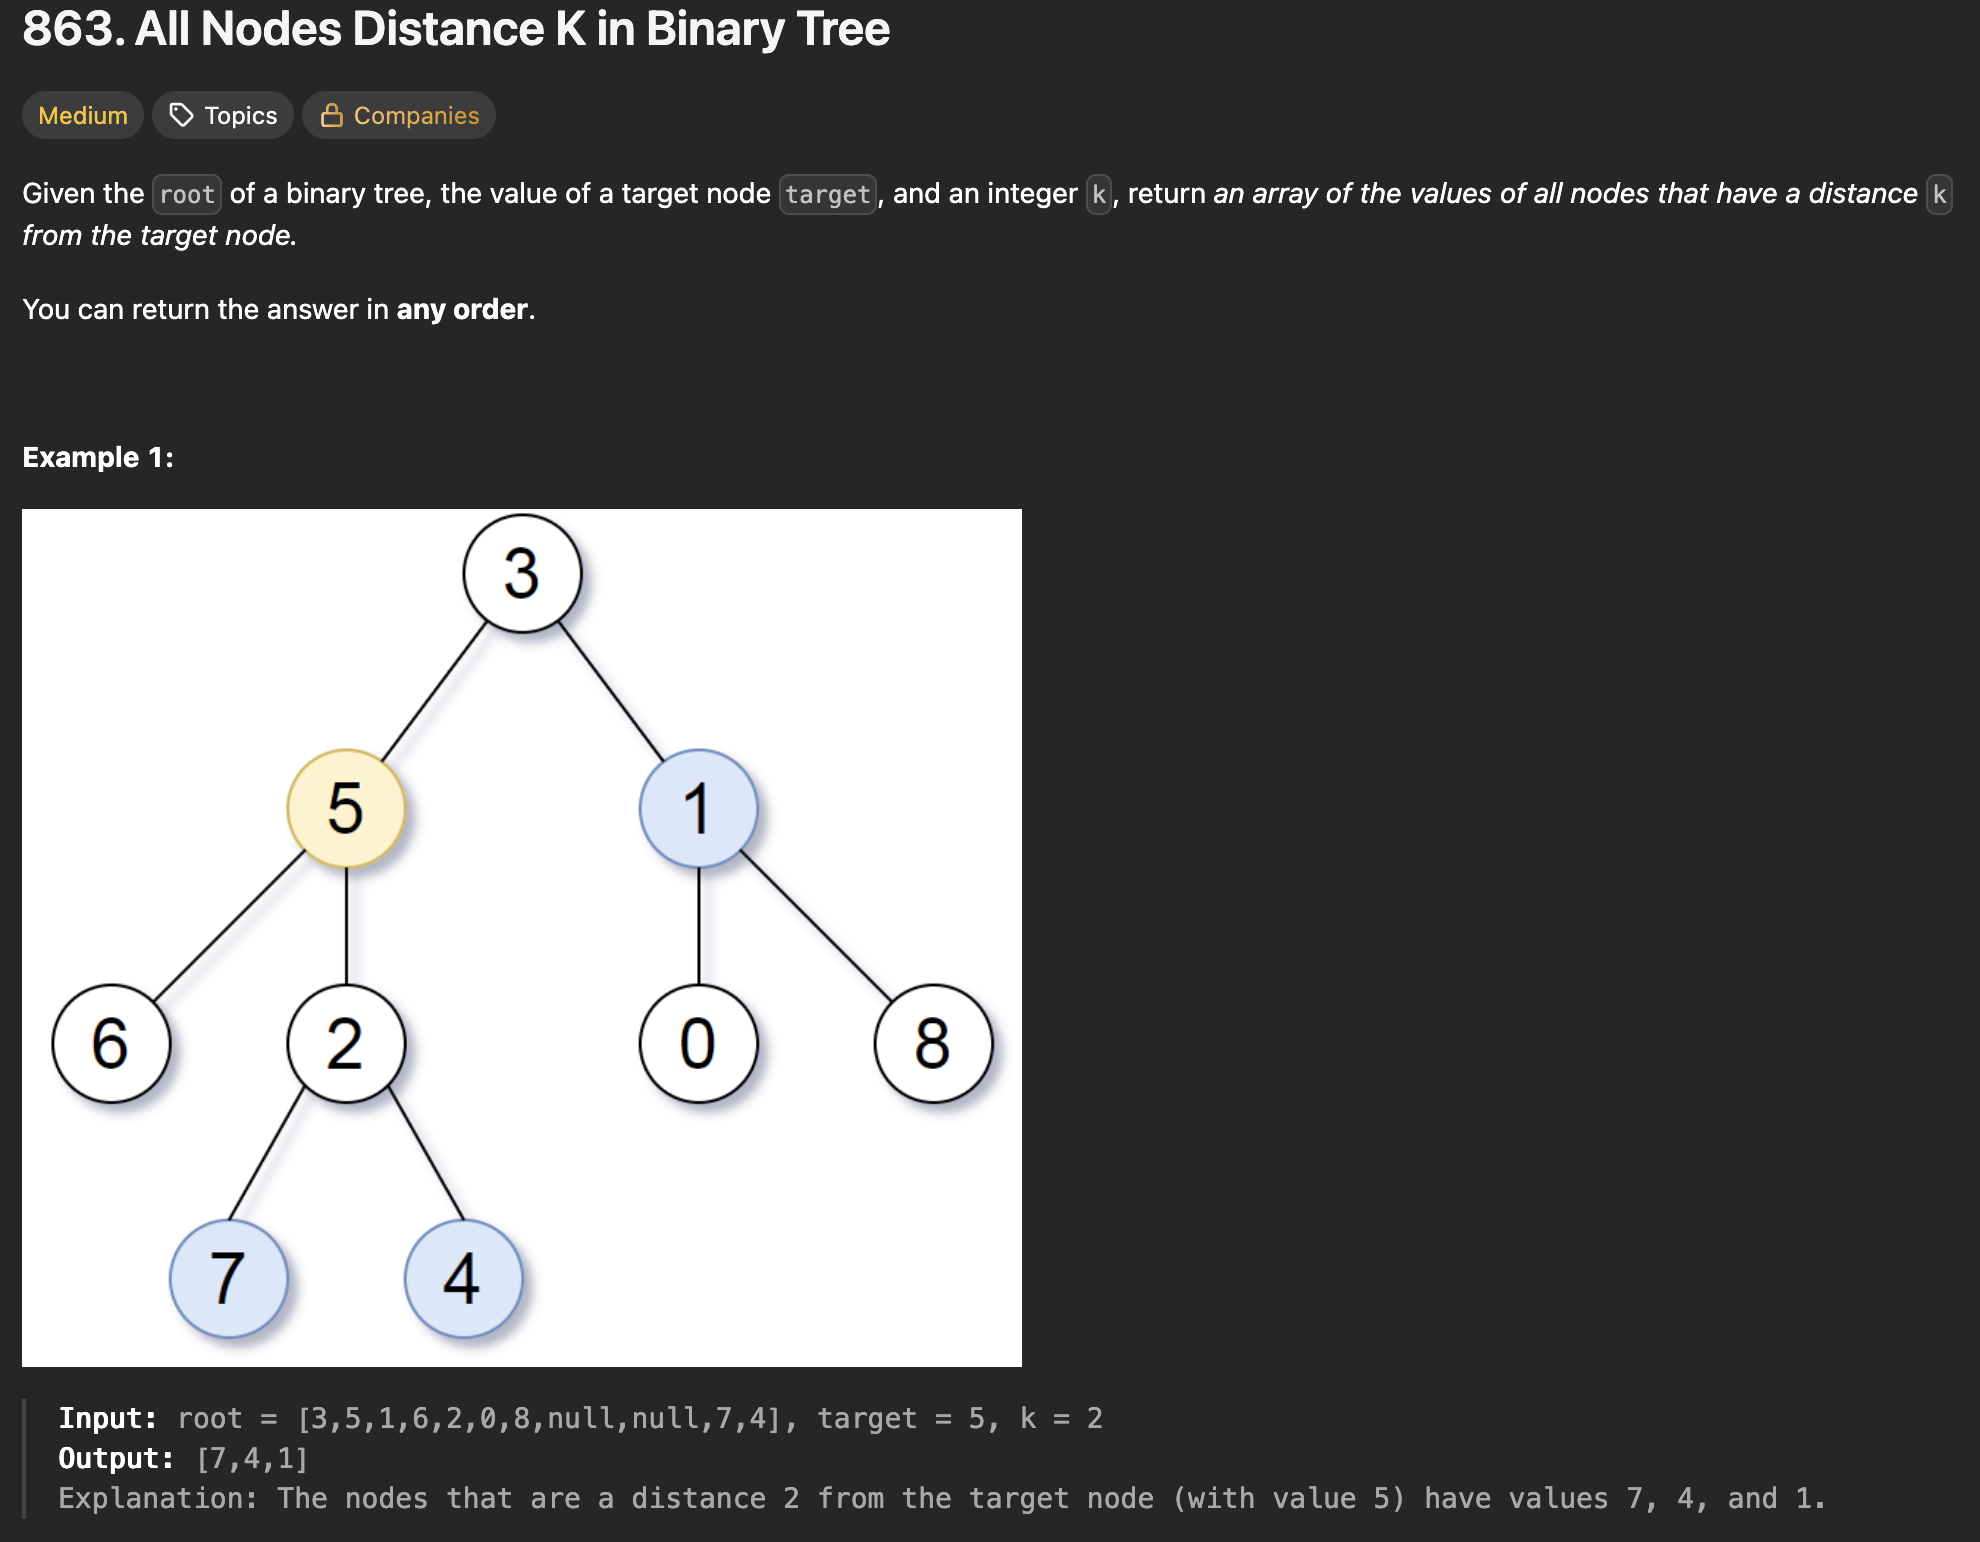 863. All Nodes Distance K in Binary Tree
Medium Topics Companies
Given the root of a binary tree, the value of a target node target, and an integer k, return an array of the values of all nodes that have a distance k
from the target node.
You can return the answer in any order.
Example 1:
3
5 1
6 2 0 8
7 4
Input: root = [3,5,1,6,2,0,8,null,null,7,4], target = 5, k = 2
Output: [7,4,1]
Explanation: The nodes that are a distance 2 from the target node (with value 5) have values 7, 4, and 1.